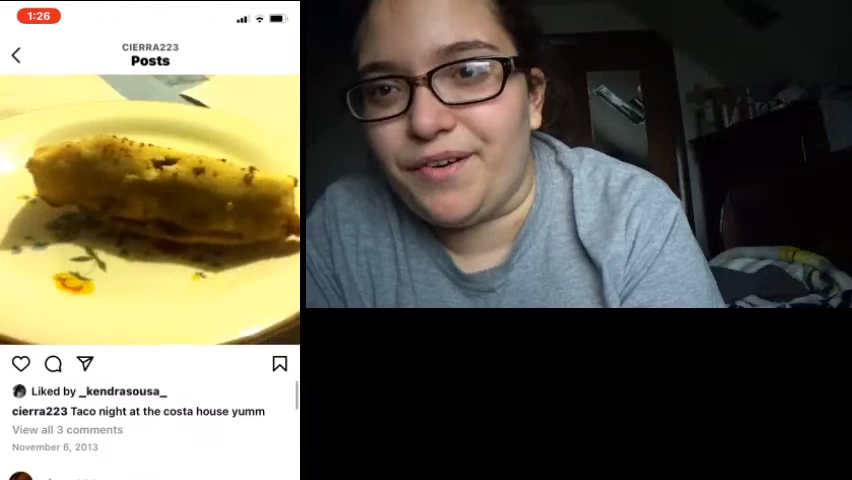 1:26
CIERRA223
Posts
Liked by _kendrasousa_
cierra223 Taco night at the costa house yumm
View all 3 comments
November 6, 2013